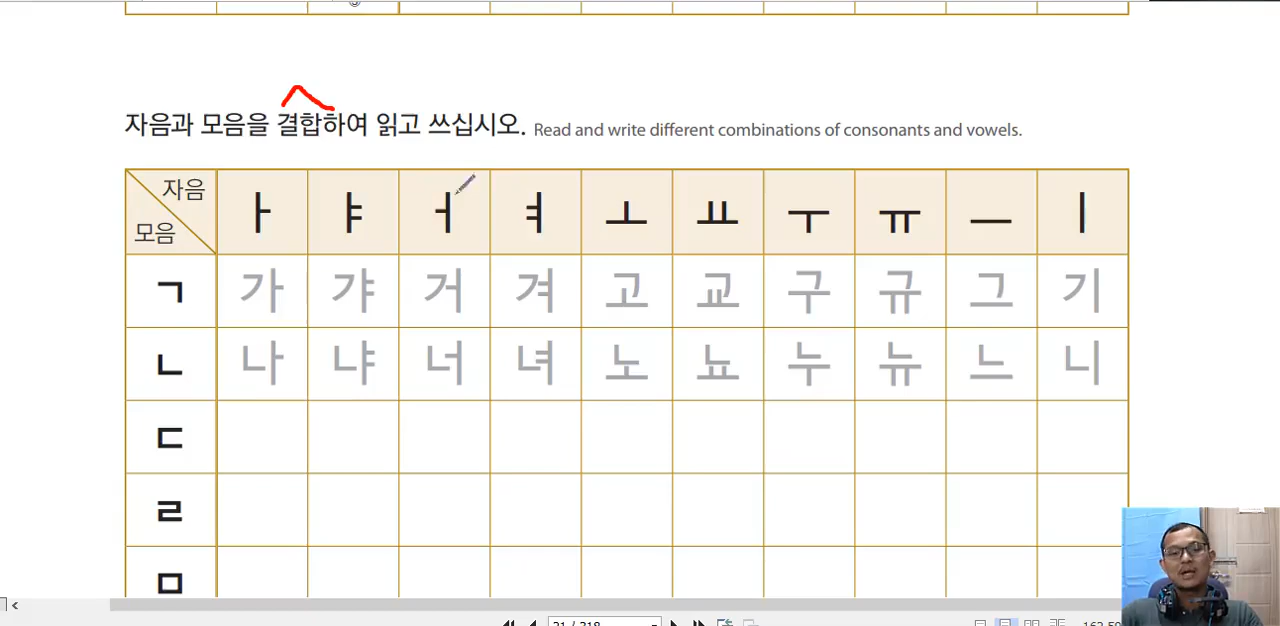 자음과 모음을 결합하여 읽고 쓰십시오. Read and write different combinations of consonants and vowels.
자음 ㅏ ㅑ ㅓ ㅕ ㅗ ㅛ ㅜ ㅠ ㅡ ㅣ
모음
ㄱ 가 갸 거 겨 고 교 구 규 그 기
ㄴ 나 냐 너 녀 노 뇨 누 뉴 느 니
ㄷ
ㄹ
ㅁ
21 / 218